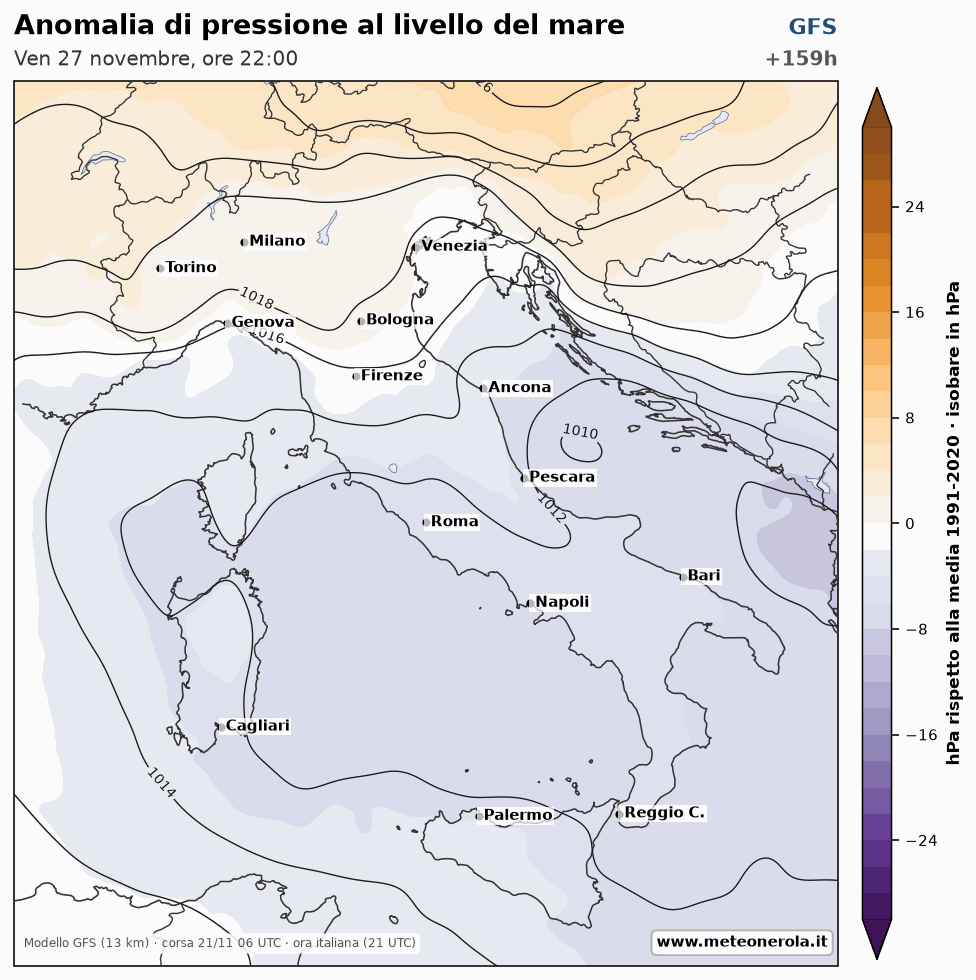 Anomalia di pressione al livello del mare
GFS
Ven 27 novembre, ore 22:00
+159h
Milano
Venezia
Torino
1018
Genova
Bologna
1016
Firenze
Ancona
1010
Pescara
1012
Roma
Bari
Napoli
Cagliari
1014
Palermo
Reggio C.
24
16
8
0
−8
−16
−24
hPa rispetto alla media 1991-2020 · isobare in hPa
Modello GFS (13 km) · corsa 21/11 06 UTC · ora italiana (21 UTC)
www.meteonerola.it